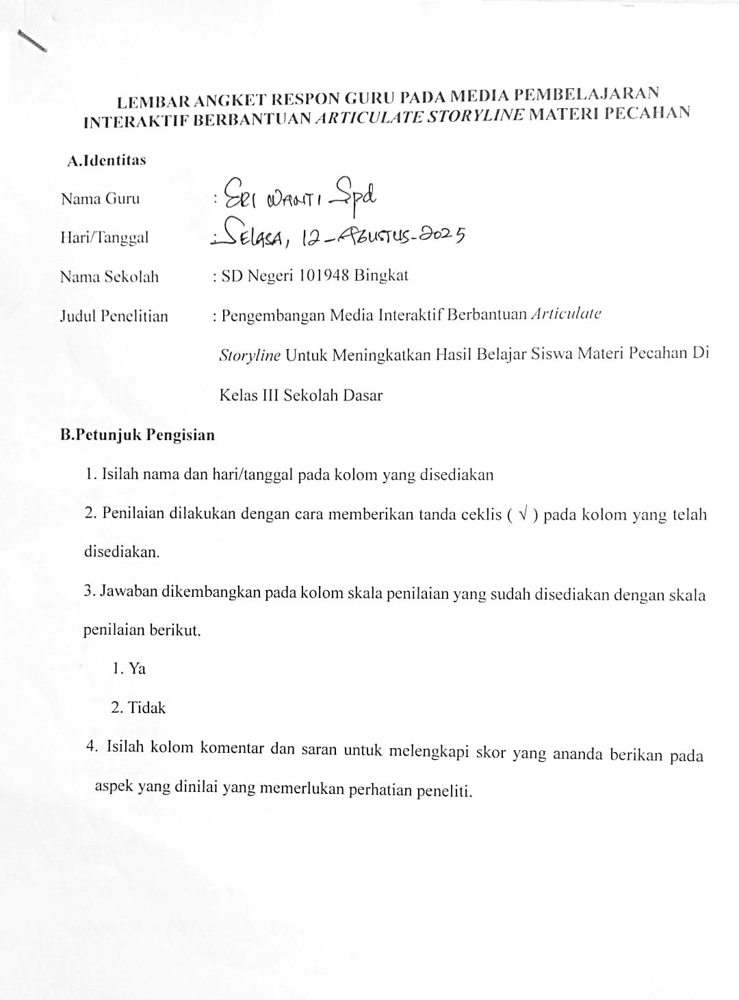 LEMBAR ANGKET RESPON GURU PADA MEDIA PEMBELAJARAN
INTERAKTIF BERBANTUAN ARTICULATE STORYLINE MATERI PECAHAN
A.Identitas
Nama Guru : SRI WANTI Spd
Hari/Tanggal : SELASA, 12-AGUSTUS-2025
Nama Sekolah : SD Negeri 101948 Bingkat
Judul Penelitian : Pengembangan Media Interaktif Berbantuan Articulate
Storyline Untuk Meningkatkan Hasil Belajar Siswa Materi Pecahan Di
Kelas III Sekolah Dasar
B.Petunjuk Pengisian
1. Isilah nama dan hari/tanggal pada kolom yang disediakan
2. Penilaian dilakukan dengan cara memberikan tanda ceklis ( √ ) pada kolom yang telah
disediakan.
3. Jawaban dikembangkan pada kolom skala penilaian yang sudah disediakan dengan skala
penilaian berikut.
1. Ya
2. Tidak
4. Isilah kolom komentar dan saran untuk melengkapi skor yang ananda berikan pada
aspek yang dinilai yang memerlukan perhatian peneliti.